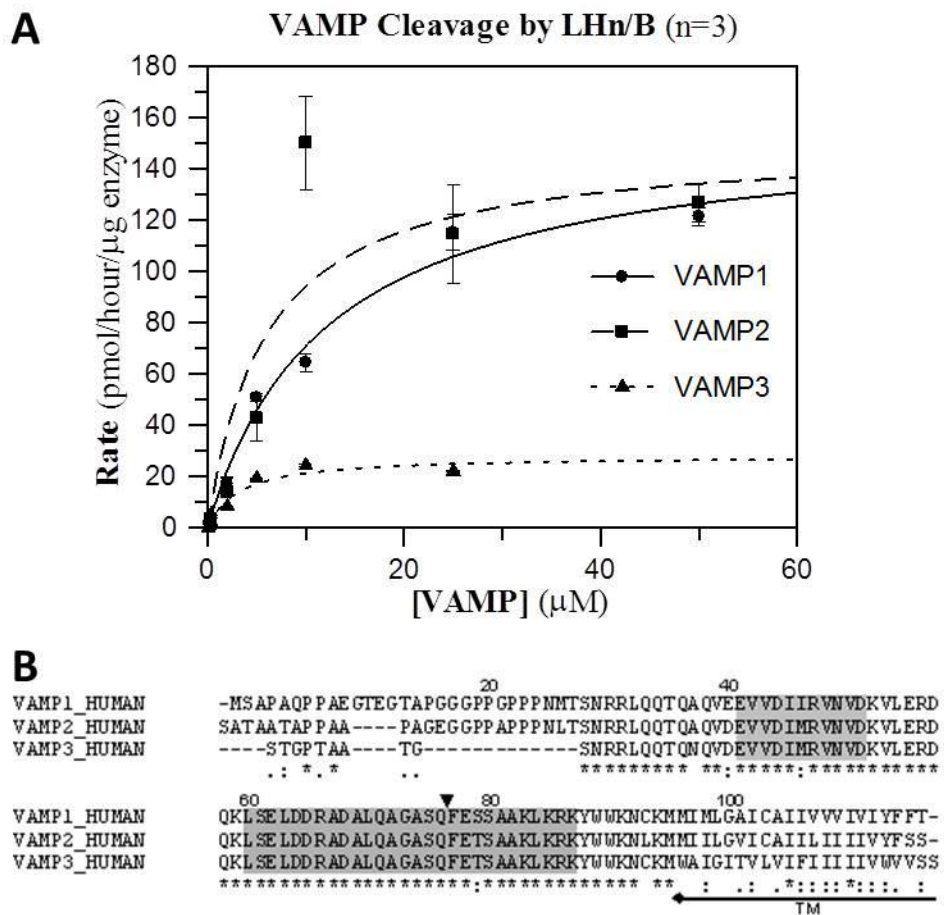 A
VAMP Cleavage by LHn/B (n=3)
180
160
140
120
100
80
60
40
20
0
Rate (pmol/hour/μg enzyme)
VAMP1
VAMP2
VAMP3
0 20 40 60
[VAMP] (μM)
B
20 40
VAMP1_HUMAN -MSAPAQPPAEGTEGTAPGGGPPGPPPNMTSNRRLQQTQAQVEEVVDIIRVNVDKVLERD
VAMP2_HUMAN SATAATAPPAA----PAGEGGPPAPPPNLTSNRRLQQTQAQVDEVVDIMRVNVDKVLERD
VAMP3_HUMAN ----STGPTAA----TG-------------SNRRLQQTQNQVDEVVDIMRVNVDKVLERD
.: .* .. ********* **:*****:***********
60 80 100
VAMP1_HUMAN QKLSELDDRADALQAGASQFESSAAKLKRKYWWKNCKMMIMLGAICAIIVVVIVIYFFT-
VAMP2_HUMAN QKLSELDDRADALQAGASQFETSAAKLKRKYWWKNLKMMIILGVICAIILIIIIVYFSS-
VAMP3_HUMAN QKLSELDDRADALQAGASQFETSAAKLKRKYWWKNCKMWAIGITVLVIFIIIIIVWVVSS
*********************:************* ** : .: .*:::*:: :
TM